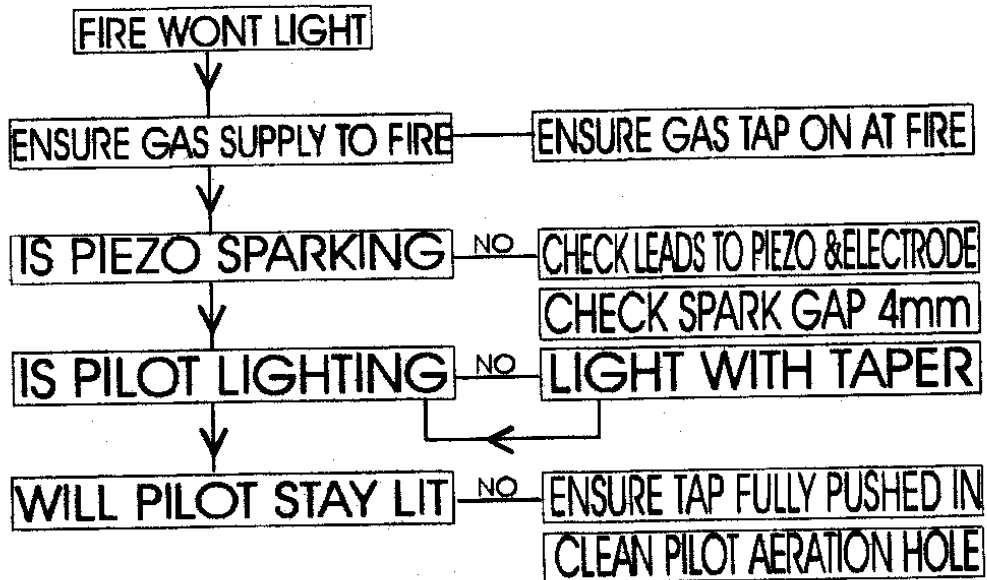 FIRE WONT LIGHT
ENSURE GAS SUPPLY TO FIRE
ENSURE GAS TAP ON AT FIRE
IS PIEZO SPARKING
NO
CHECK LEADS TO PIEZO &ELECTRODE
CHECK SPARK GAP 4mm
IS PILOT LIGHTING
NO
LIGHT WITH TAPER
WILL PILOT STAY LIT
NO
ENSURE TAP FULLY PUSHED IN
CLEAN PILOT AERATION HOLE